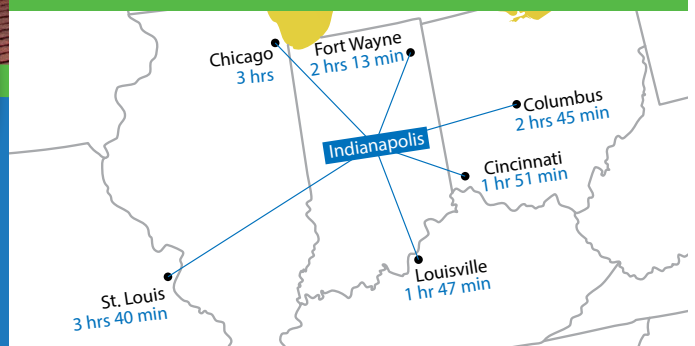 Chicago
3 hrs
Fort Wayne
2 hrs 13 min
Columbus
2 hrs 45 min
Indianapolis
Cincinnati
1 hr 51 min
Louisville
1 hr 47 min
St. Louis
3 hrs 40 min